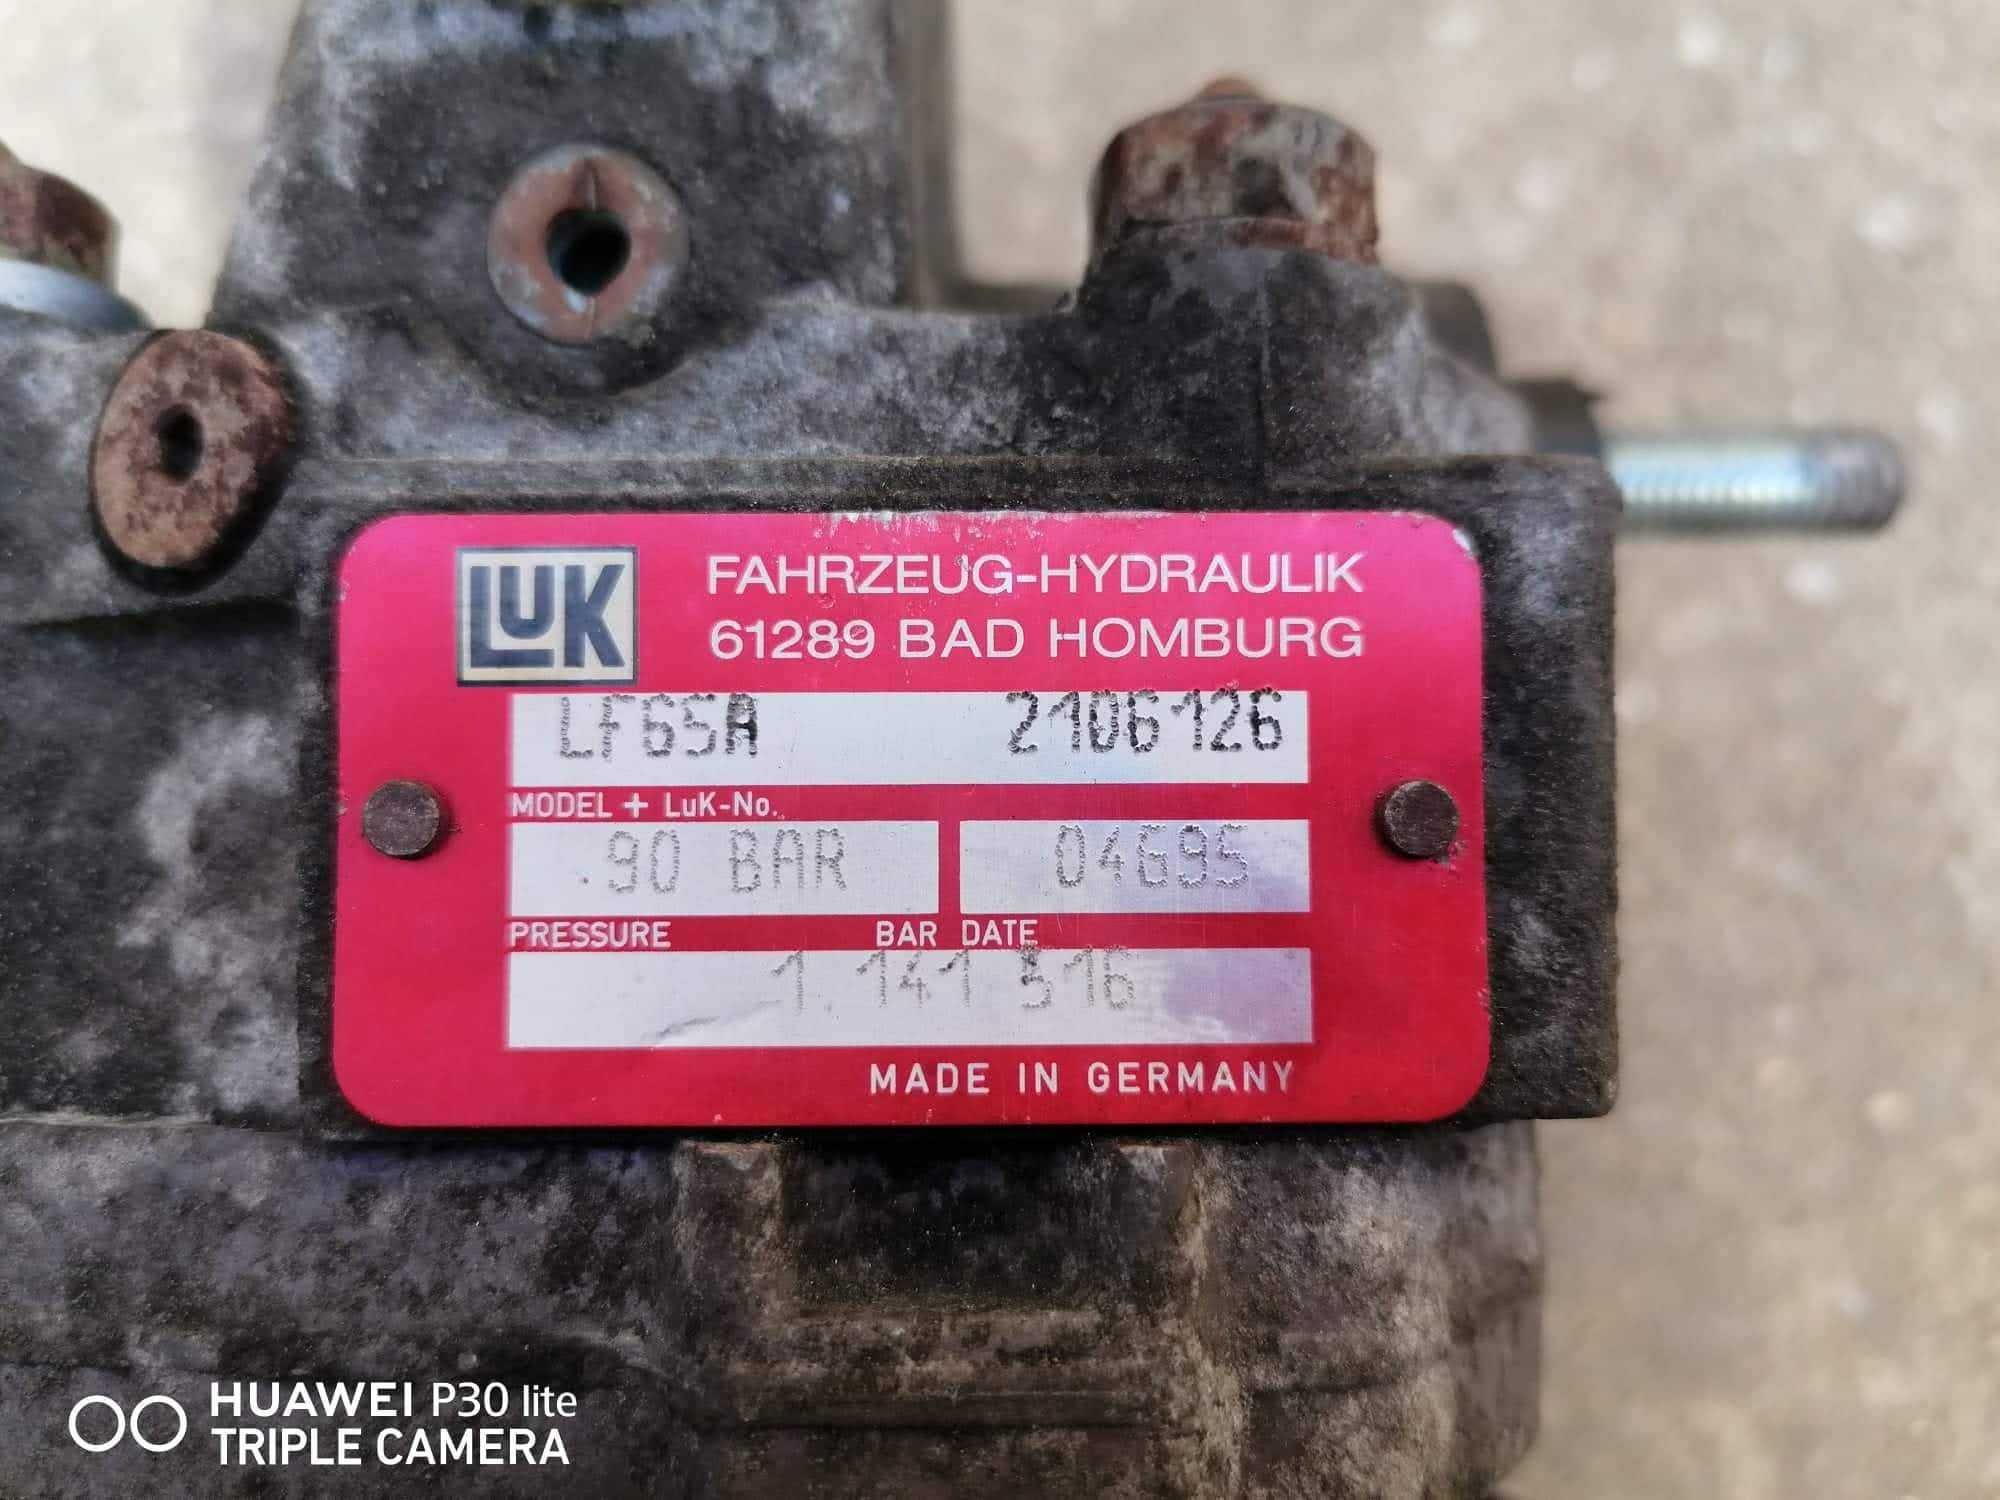 LUK
FAHRZEUG-HYDRAULIK
61289 BAD HOMBURG
LF65A 2106126
MODEL + LuK-No.
90 BAR 04695
PRESSURE BAR DATE
1 141 516
MADE IN GERMANY
HUAWEI P30 lite
TRIPLE CAMERA